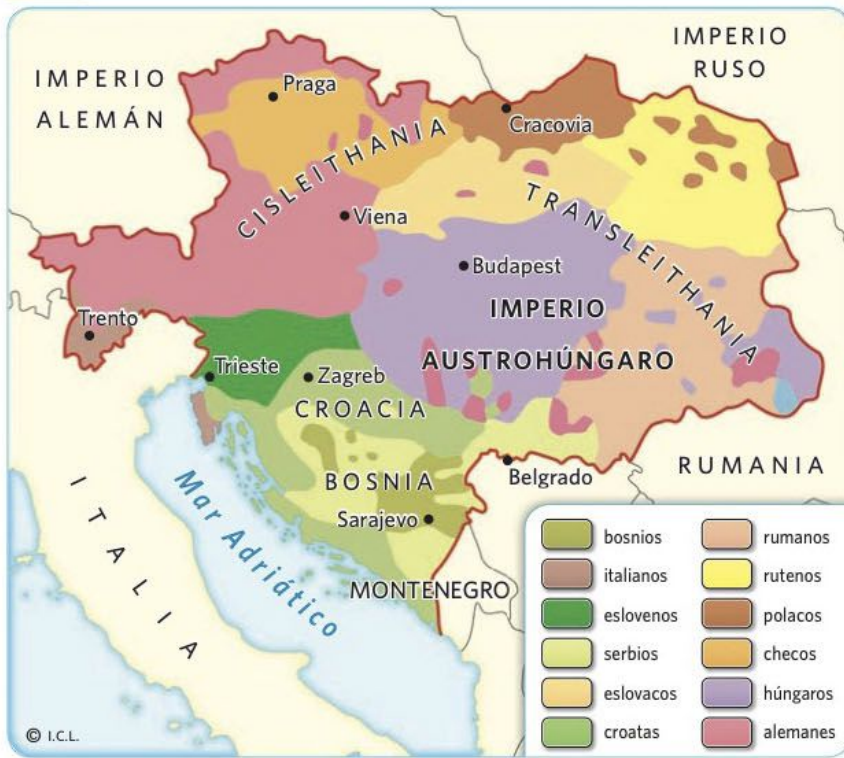 IMPERIO
ALEMÁN
IMPERIO
RUSO
Praga
Cracovia
CISLEITHANIA
TRANSLEITHANIA
Viena
Budapest
IMPERIO
AUSTROHÚNGARO
Trento
Trieste
Zagreb
CROACIA
BOSNIA
Belgrado
RUMANIA
Sarajevo
MONTENEGRO
ITALIA
Mar Adriático
bosnios
italianos
eslovenos
serbios
eslovacos
croatas
rumanos
rutenos
polacos
checos
húngaros
alemanes
© I.C.L.